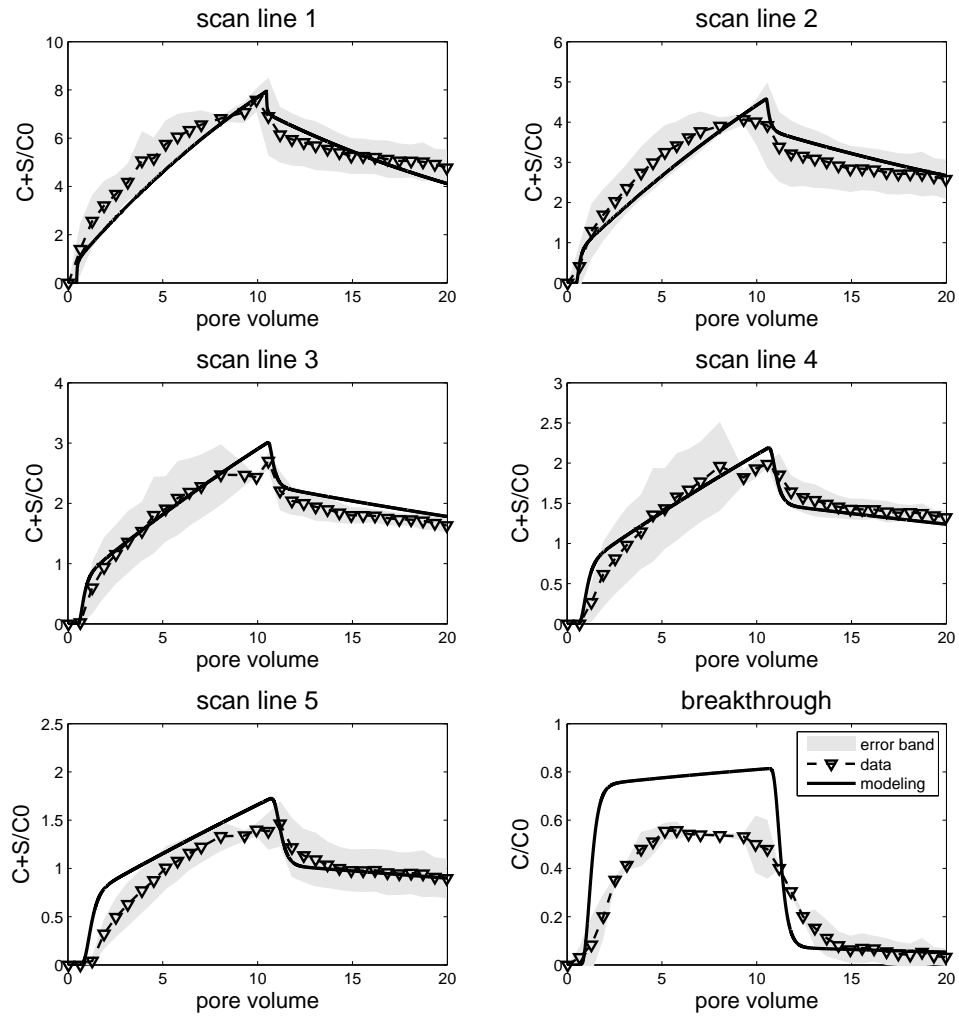 scan line 1
10
8
6
4
2
0
C+S/C0
0 5 10 15 20
pore volume
scan line 2
6
5
4
3
2
1
0
C+S/C0
0 5 10 15 20
pore volume
scan line 3
4
3
2
1
0
C+S/C0
0 5 10 15 20
pore volume
scan line 4
3
2.5
2
1.5
1
0.5
0
C+S/C0
0 5 10 15 20
pore volume
scan line 5
2.5
2
1.5
1
0.5
0
C+S/C0
0 5 10 15 20
pore volume
breakthrough
1
0.8
0.6
0.4
0.2
0
C/C0
error band
data
modeling
0 5 10 15 20
pore volume